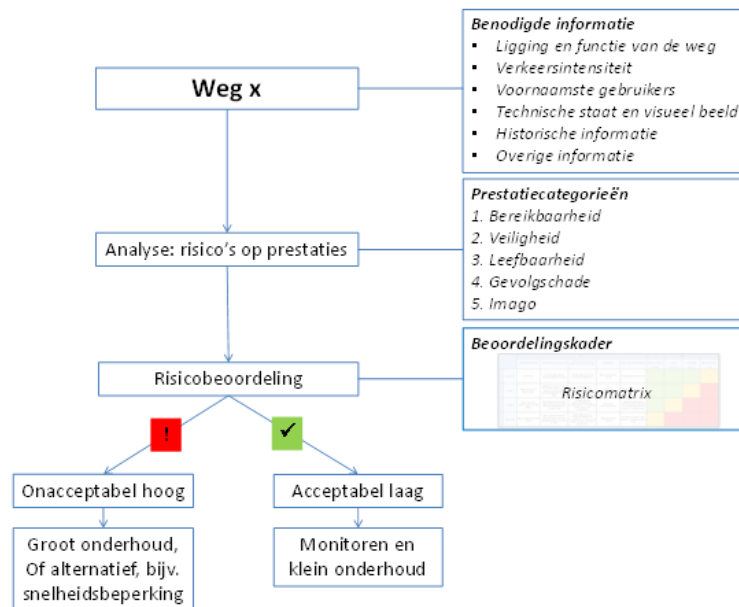 Weg x
Benodigde informatie
▪ Ligging en functie van de weg
▪ Verkeersintensiteit
▪ Voornaamste gebruikers
▪ Technische staat en visueel beeld
▪ Historische informatie
▪ Overige informatie
Analyse: risico's op prestaties
Prestatiecategorieën
1. Bereikbaarheid
2. Veiligheid
3. Leefbaarheid
4. Gevolgschade
5. Imago
Risicobeoordeling
Beoordelingskader
Risicomatrix
!
✓
Onacceptabel hoog
Acceptabel laag
Groot onderhoud,
Of alternatief, bijv.
snelheidsbeperking
Monitoren en
klein onderhoud